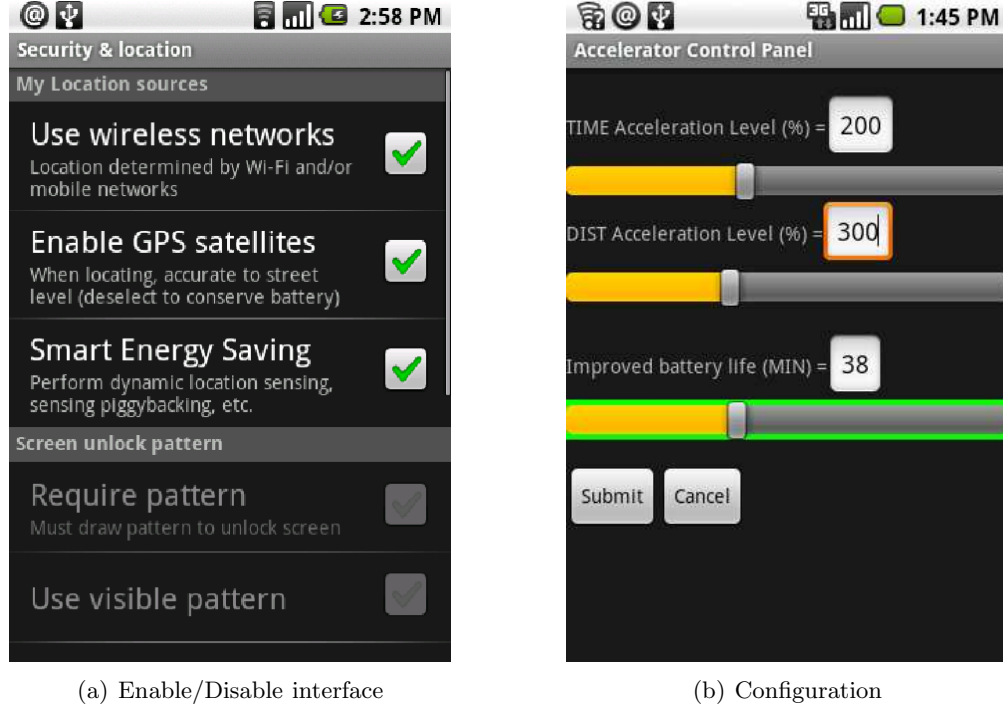 2:58 PM
Security & location
My Location sources
Use wireless networks
Location determined by Wi-Fi and/or
mobile networks
Enable GPS satellites
When locating, accurate to street
level (deselect to conserve battery)
Smart Energy Saving
Perform dynamic location sensing,
sensing piggybacking, etc.
Screen unlock pattern
Require pattern
Must draw pattern to unlock screen
Use visible pattern
(a) Enable/Disable interface
3G 1:45 PM
Accelerator Control Panel
TIME Acceleration Level (%) = 200
DIST Acceleration Level (%) = 300
Improved battery life (MIN) = 38
Submit Cancel
(b) Configuration